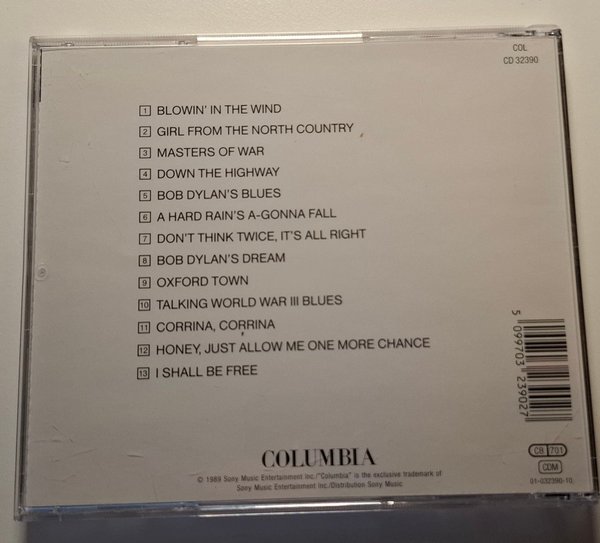 COL
CD 32390
1 BLOWIN' IN THE WIND
2 GIRL FROM THE NORTH COUNTRY
3 MASTERS OF WAR
4 DOWN THE HIGHWAY
5 BOB DYLAN'S BLUES
6 A HARD RAIN'S A-GONNA FALL
7 DON'T THINK TWICE, IT'S ALL RIGHT
8 BOB DYLAN'S DREAM
9 OXFORD TOWN
10 TALKING WORLD WAR III BLUES
11 CORRINA, CORRINA
12 HONEY, JUST ALLOW ME ONE MORE CHANCE
13 I SHALL BE FREE
5 099703 239027
COLUMBIA
© 1989 Sony Music Entertainment Inc./"Columbia" is the exclusive trademark of
Sony Music Entertainment Inc./Distribution Sony Music
CB 701
CDM
01-032390-10